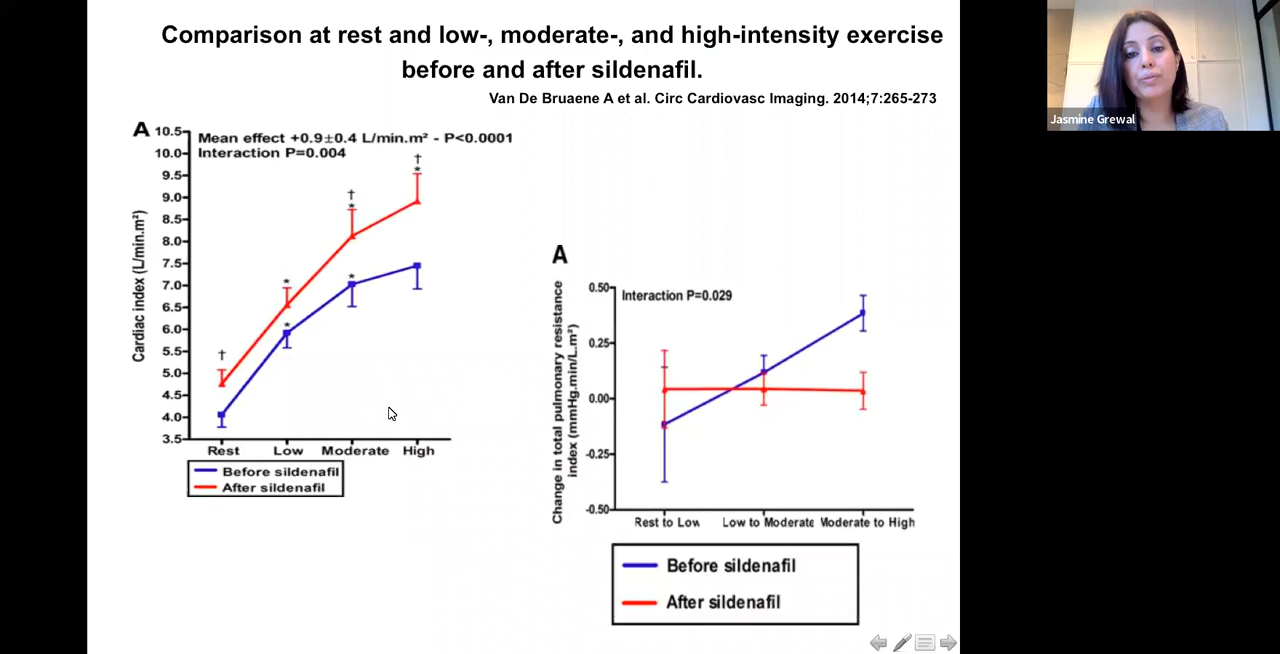 Comparison at rest and low-, moderate-, and high-intensity exercise
before and after sildenafil.
Van De Bruaene A et al. Circ Cardiovasc Imaging. 2014;7:265-273
Jasmine Grewal
A
Mean effect +0.9±0.4 L/min.m² - P<0.0001
Interaction P=0.004
Cardiac index (L/min.m²)
10.5
10.0
9.5
9.0
8.5
8.0
7.5
7.0
6.5
6.0
5.5
5.0
4.5
4.0
3.5
†
*
*
†
*
*
†
*
Rest Low Moderate High
Before sildenafil
After sildenafil
A
Interaction P=0.029
Change in total pulmonary resistance
index (mmHg.min/L.m²)
0.50
0.25
0.00
-0.25
-0.50
Rest to Low Low to Moderate Moderate to High
Before sildenafil
After sildenafil